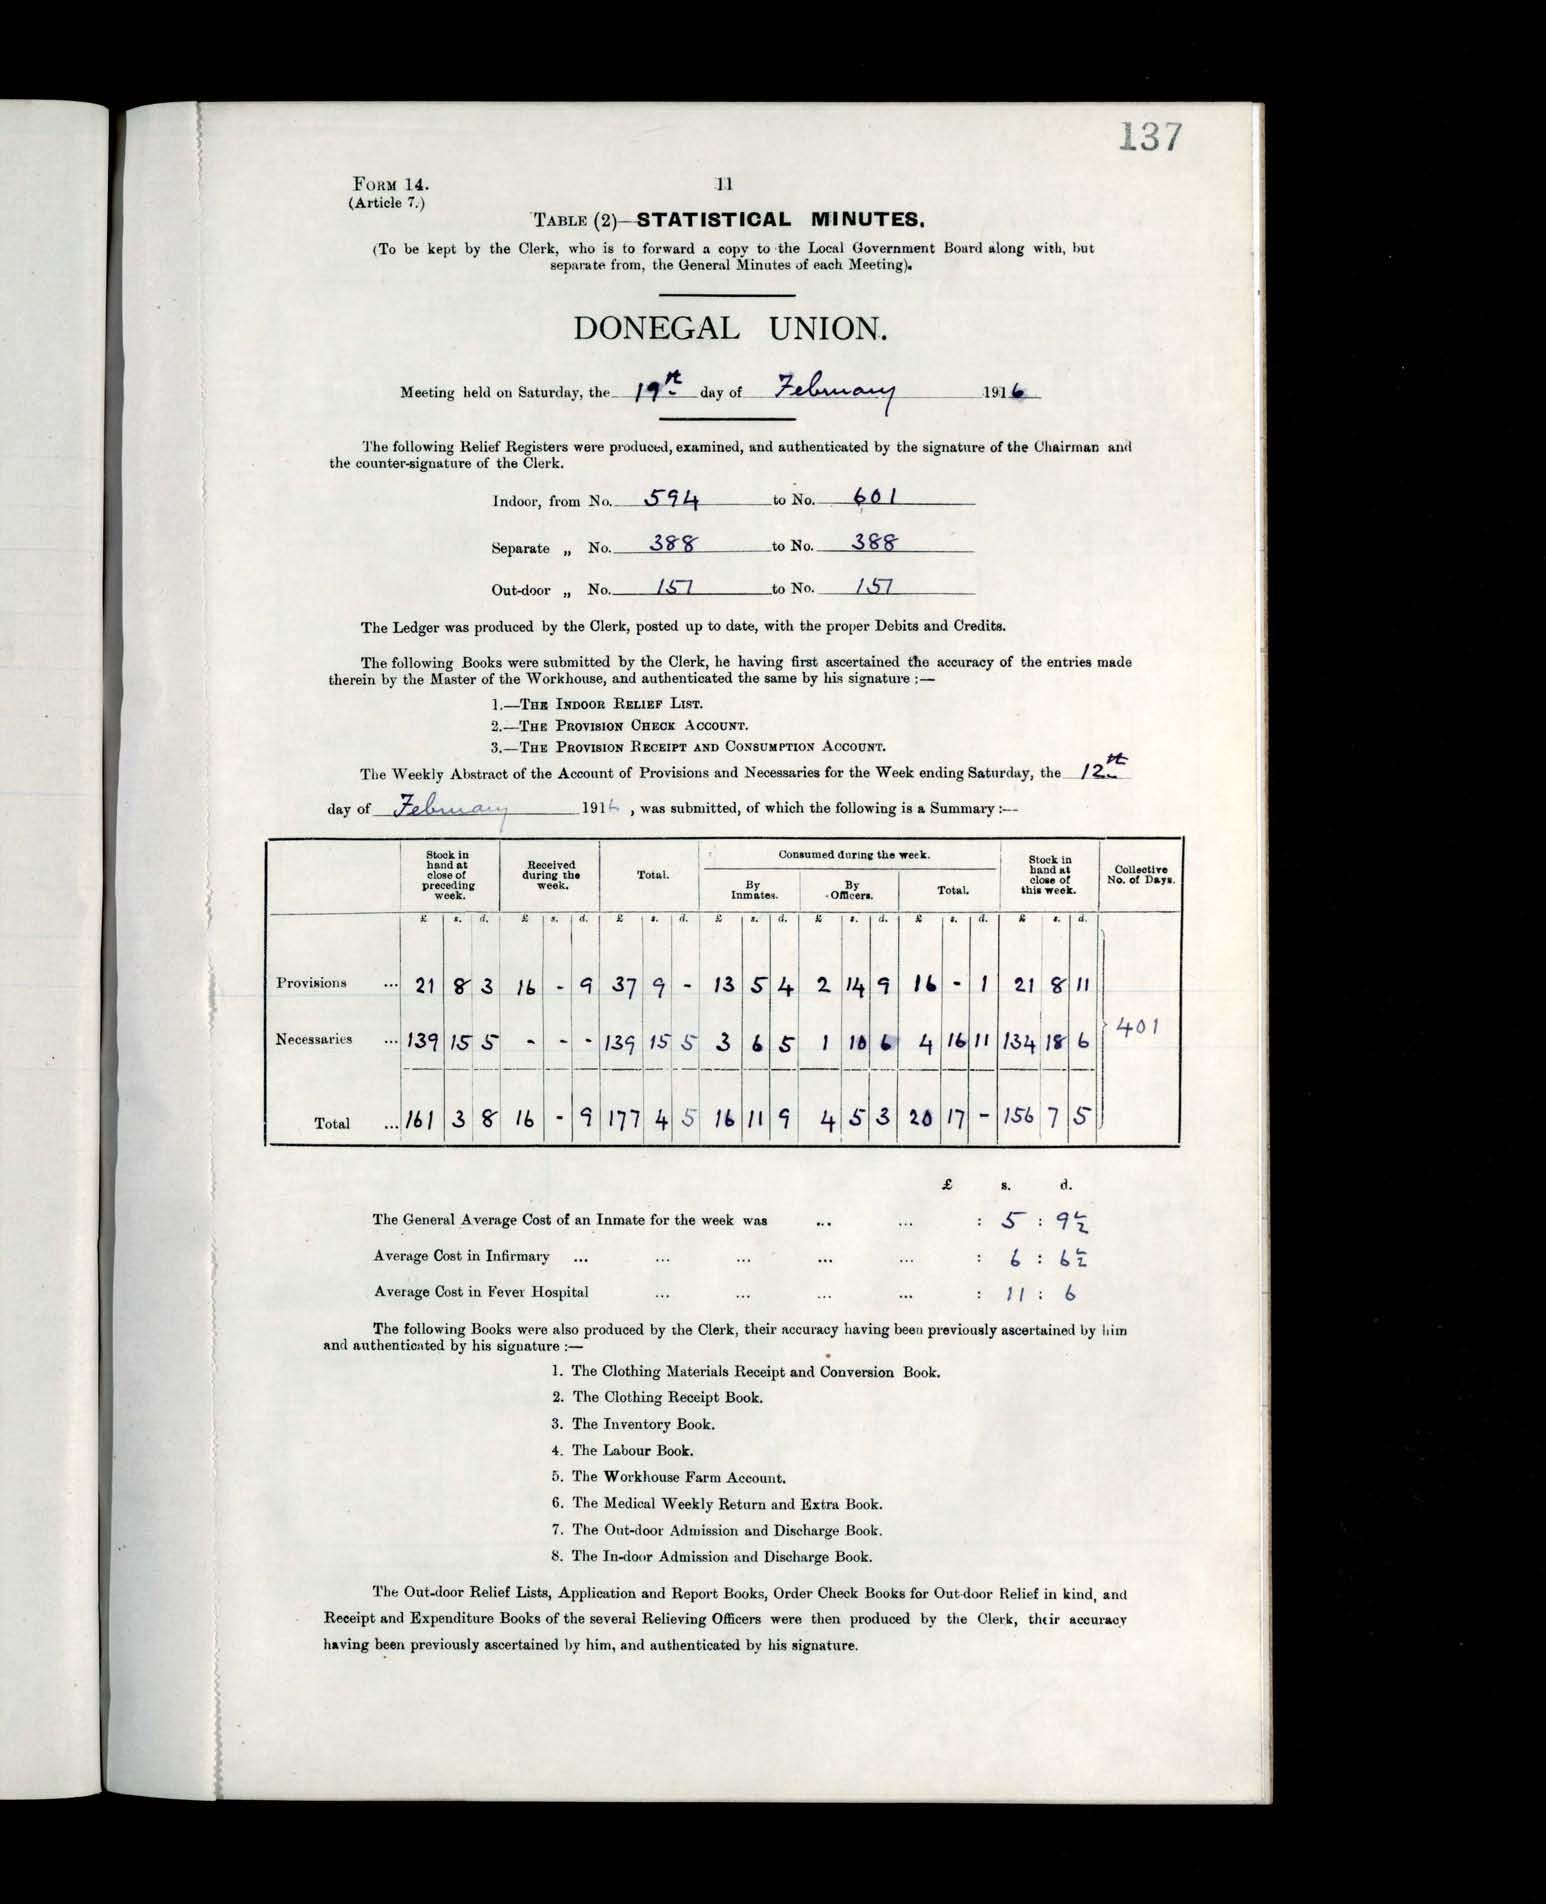 137
FORM 14.
11
(Article 7.)
TABLE (2)—STATISTICAL MINUTES.
(To be kept by the Clerk, who is to forward a copy to the Local Government Board along with, but
separate from, the General Minutes of each Meeting).
DONEGAL UNION.
Meeting held on Saturday, the 19th day of February 1916
The following Relief Registers were produced, examined, and authenticated by the signature of the Chairman and
the counter-signature of the Clerk.
Indoor, from No. 594 to No. 601
Separate „ No. 388 to No. 388
Out-door „ No. 151 to No. 151
The Ledger was produced by the Clerk, posted up to date, with the proper Debits and Credits.
The following Books were submitted by the Clerk, he having first ascertained the accuracy of the entries made
therein by the Master of the Workhouse, and authenticated the same by his signature :—
1.—THE INDOOR RELIEF LIST.
2.—THE PROVISION CHECK ACCOUNT.
3.—THE PROVISION RECEIPT AND CONSUMPTION ACCOUNT.
The Weekly Abstract of the Account of Provisions and Necessaries for the Week ending Saturday, the 12th
day of February 1916 , was submitted, of which the following is a Summary :—
Stock in hand at close of preceding week. Received during the week. Total. Consumed during the week. Stock in hand at close of this week. Collective No. of Days.
By Inmates. By Officers. Total.
£ s. d. £ s. d. £ s. d. £ s. d. £ s. d. £ s. d. £ s. d.
Provisions ... 21 8 3 16 - 9 37 9 - 13 5 4 2 14 9 16 - 1 21 8 11
401
Necessaries ... 139 15 5 - - - 139 15 5 3 6 5 1 10 6 4 16 11 134 18 6
Total ... 161 3 8 16 - 9 177 4 5 16 11 9 4 5 3 20 17 - 156 7 5
£ s. d.
The General Average Cost of an Inmate for the week was ... ... : 5 : 9½
Average Cost in Infirmary ... ... ... ... ... : 6 : 6½
Average Cost in Fever Hospital ... ... ... ... : 11 : 6
The following Books were also produced by the Clerk, their accuracy having been previously ascertained by him
and authenticated by his signature :—
1. The Clothing Materials Receipt and Conversion Book.
2. The Clothing Receipt Book.
3. The Inventory Book.
4. The Labour Book.
5. The Workhouse Farm Account.
6. The Medical Weekly Return and Extra Book.
7. The Out-door Admission and Discharge Book.
8. The In-door Admission and Discharge Book.
The Out-door Relief Lists, Application and Report Books, Order Check Books for Out-door Relief in kind, and
Receipt and Expenditure Books of the several Relieving Officers were then produced by the Clerk, their accuracy
having been previously ascertained by him, and authenticated by his signature.